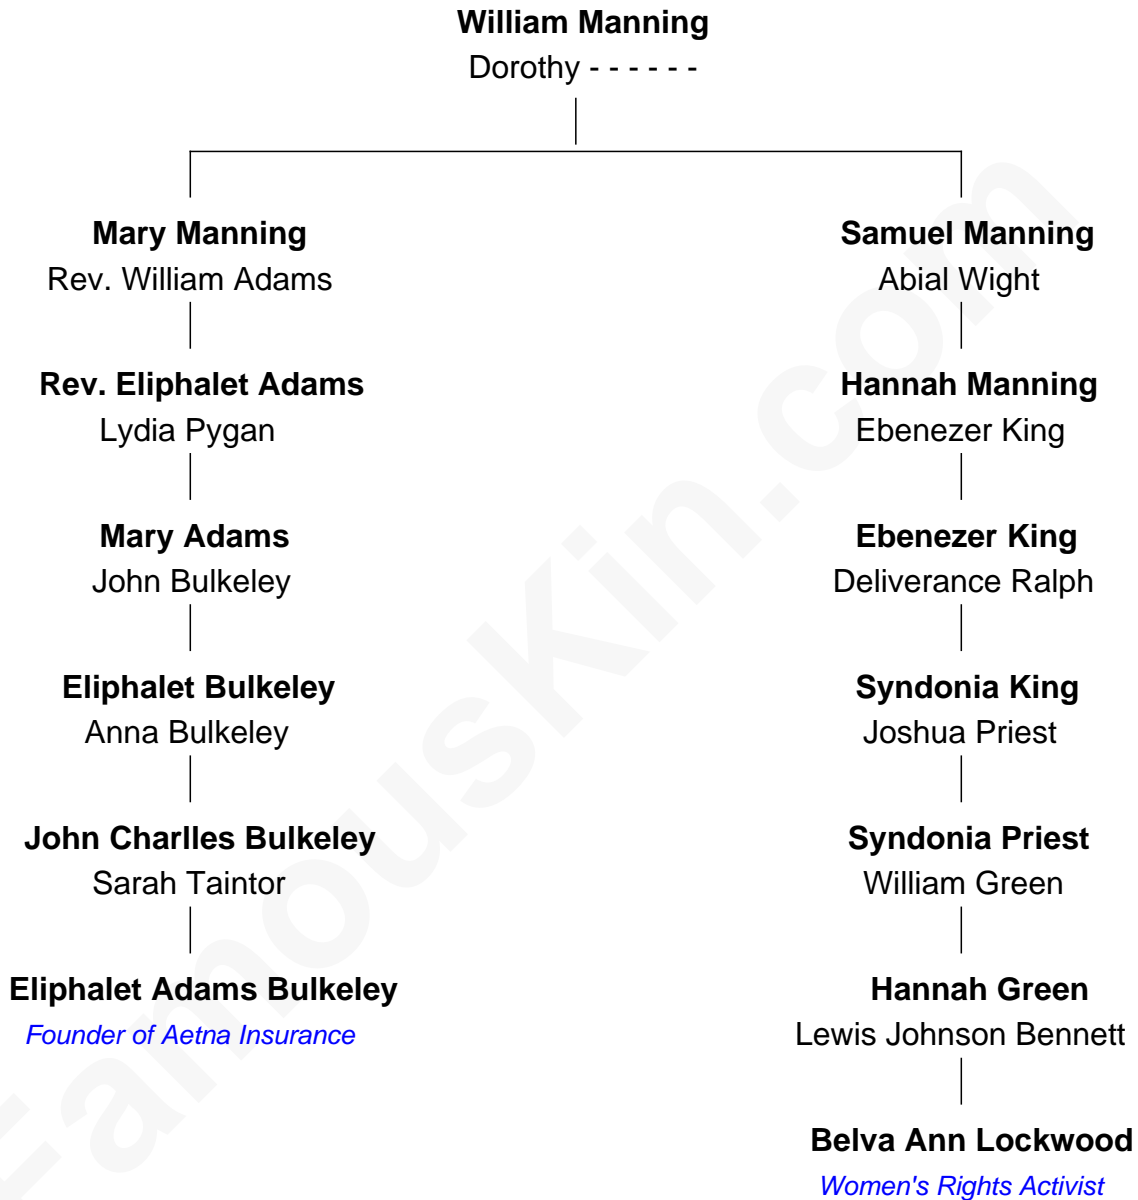 William Manning
Dorothy - - - - - -
Mary Manning
Rev. William Adams
Samuel Manning
Abial Wight
Rev. Eliphalet Adams
Lydia Pygan
Hannah Manning
Ebenezer King
Mary Adams
John Bulkeley
Ebenezer King
Deliverance Ralph
Eliphalet Bulkeley
Anna Bulkeley
Syndonia King
Joshua Priest
John Charlles Bulkeley
Sarah Taintor
Syndonia Priest
William Green
Eliphalet Adams Bulkeley
Founder of Aetna Insurance
Hannah Green
Lewis Johnson Bennett
Belva Ann Lockwood
Women's Rights Activist
FamousKin.com